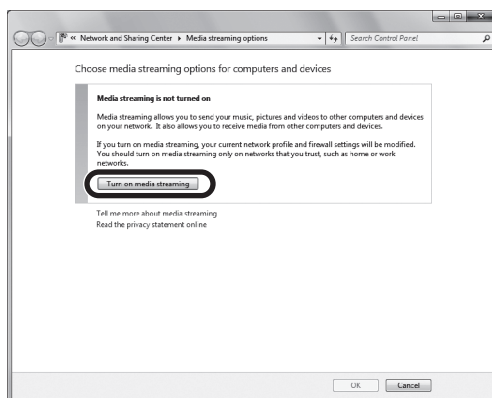 « Network and Sharing Center ▸ Media streaming options
Search Control Panel
Choose media streaming options for computers and devices
Media streaming is not turned on
Media streaming allows you to send your music, pictures and videos to other computers and devices
on your network. It also allows you to receive media from other computers and devices.
If you turn on media streaming, your current network profile and firewall settings will be modified.
You should turn on media streaming only on networks that you trust, such as home or work
networks.
Turn on media streaming
Tell me more about media streaming
Read the privacy statement online
OK
Cancel